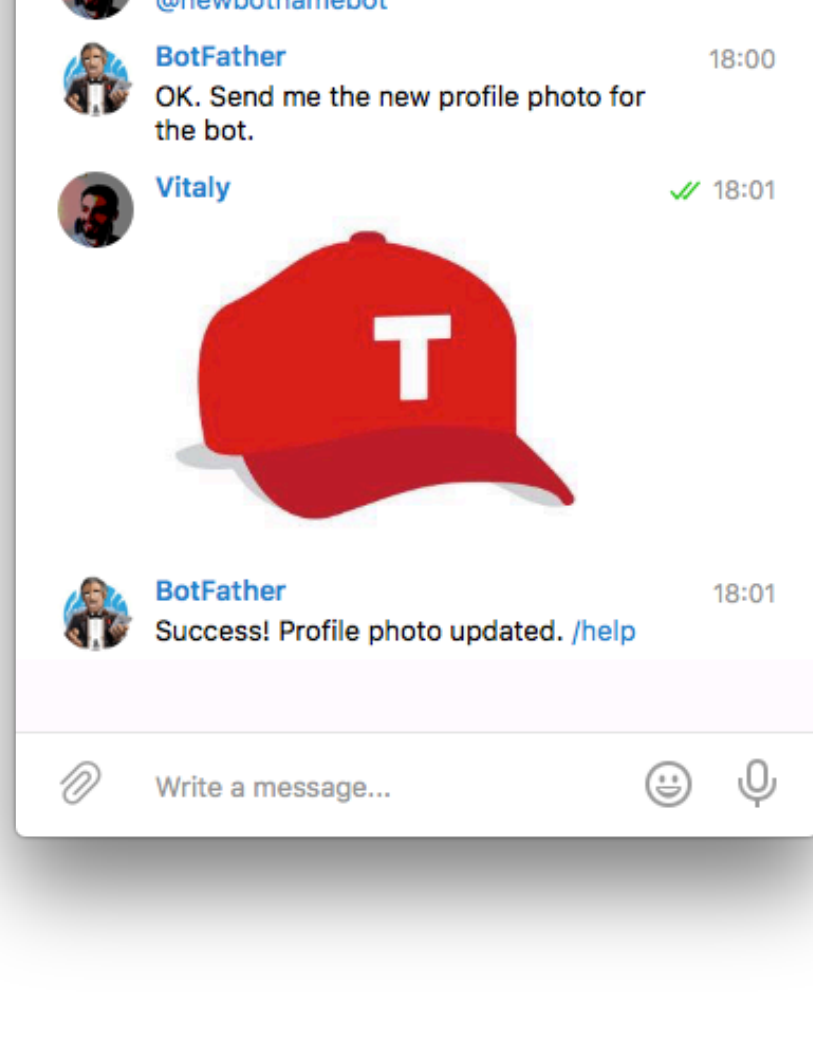 @newbotnamebot
BotFather 18:00
OK. Send me the new profile photo for
the bot.
Vitaly 18:01
T
BotFather 18:01
Success! Profile photo updated. /help
Write a message...